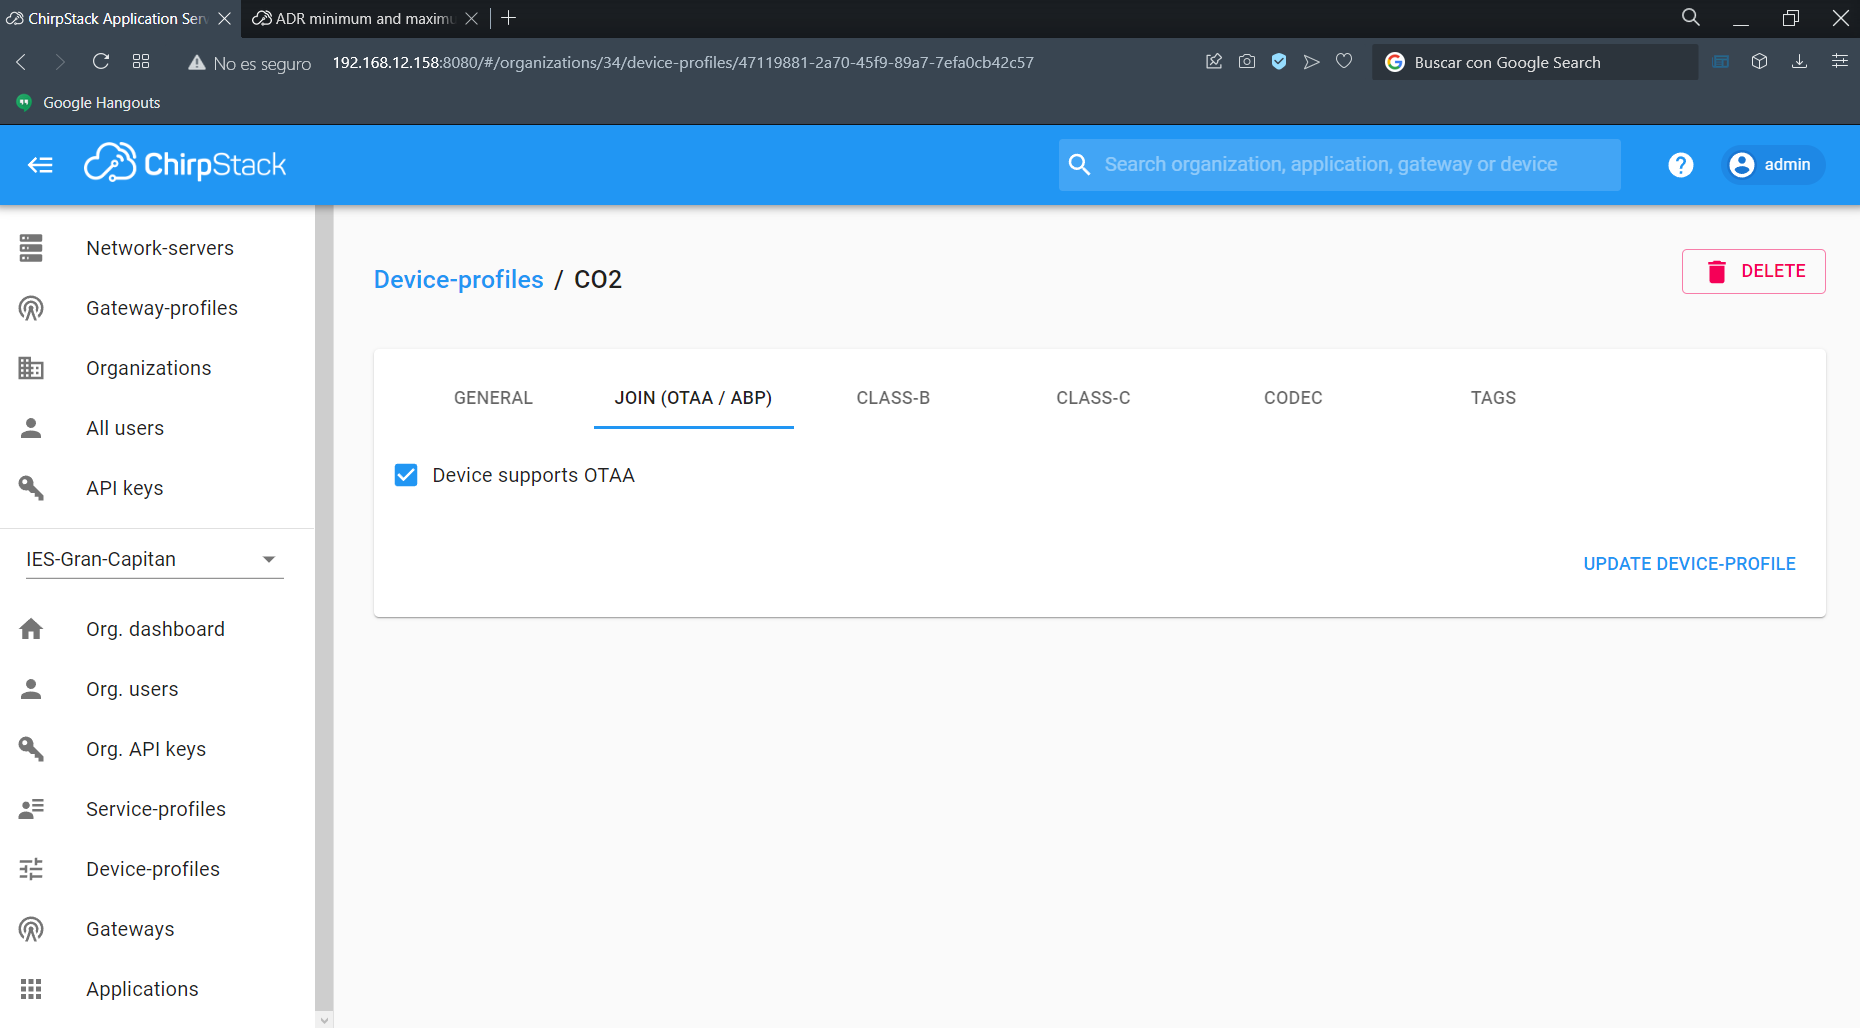 ChirpStack Application Serv
ADR minimum and maximu
No es seguro
192.168.12.158:8080/#/organizations/34/device-profiles/47119881-2a70-45f9-89a7-7efa0cb42c57
Buscar con Google Search
Google Hangouts
ChirpStack
Search organization, application, gateway or device
?
admin
Network-servers
Gateway-profiles
Organizations
All users
API keys
IES-Gran-Capitan
Org. dashboard
Org. users
Org. API keys
Service-profiles
Device-profiles
Gateways
Applications
Device-profiles / CO2
DELETE
GENERAL
JOIN (OTAA / ABP)
CLASS-B
CLASS-C
CODEC
TAGS
Device supports OTAA
UPDATE DEVICE-PROFILE